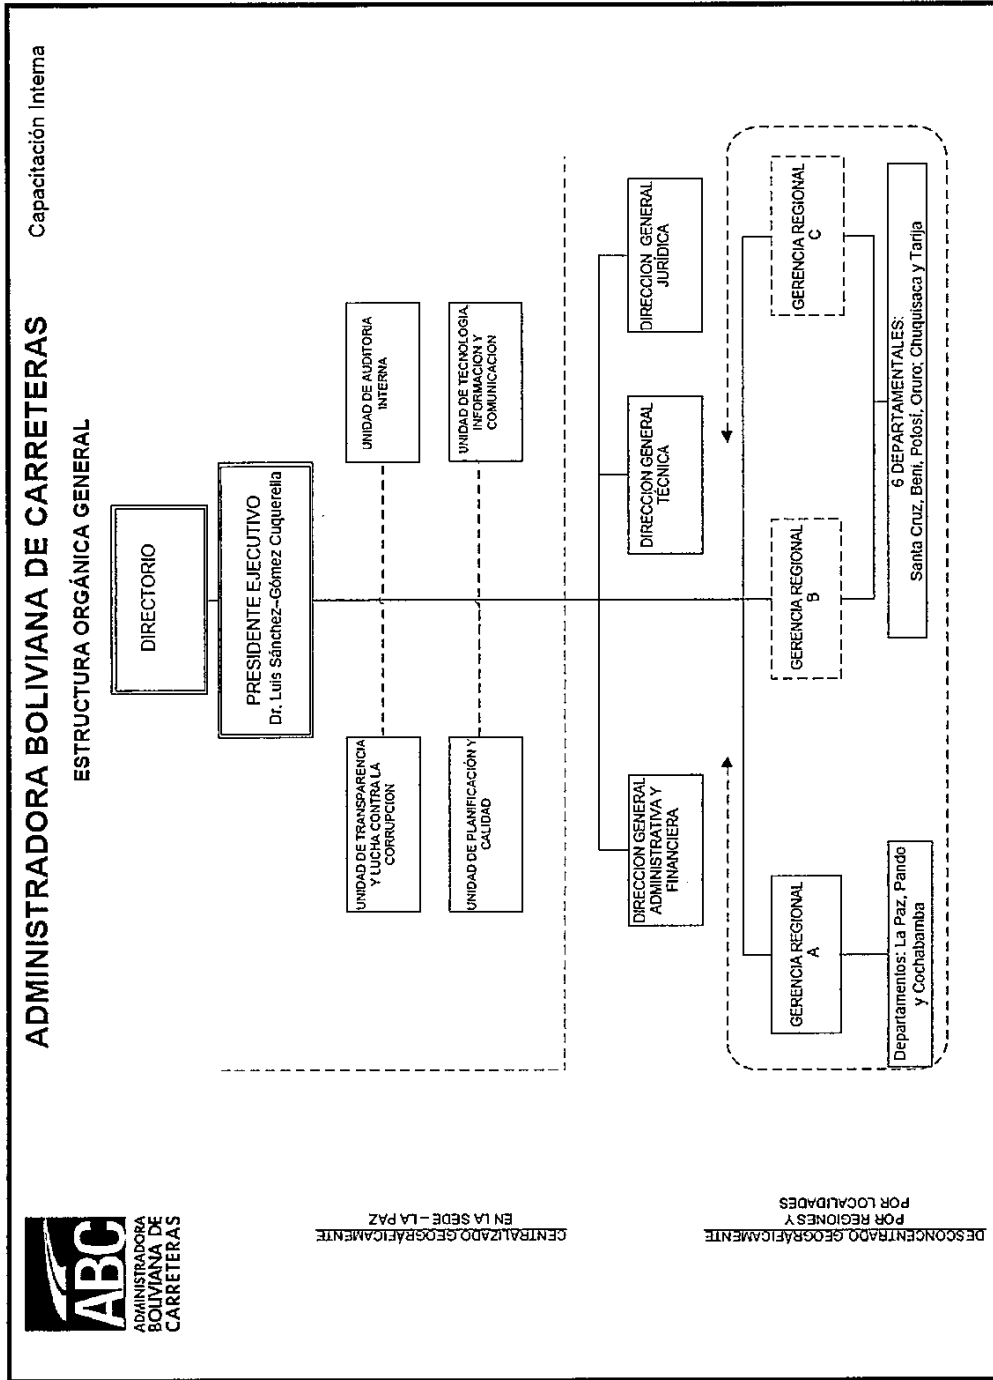 ABC
ADMINISTRADORA
BOLIVIANA DE
CARRETERAS
ADMINISTRADORA BOLIVIANA DE CARRETERAS
Capacitación Interna
ESTRUCTURA ORGÁNICA GENERAL
DIRECTORIO
PRESIDENTE EJECUTIVO
Dr. Luis Sánchez-Gómez Cuquerella
UNIDAD DE TRANSPARENCIA
Y LUCHA CONTRA LA
CORRUPCION
UNIDAD DE AUDITORIA
INTERNA
UNIDAD DE PLANIFICACIÓN Y
CALIDAD
UNIDAD DE TECNOLOGIA,
INFORMACION Y
COMUNICACION
CENTRALIZADO GEOGRÁFICAMENTE
EN LA SEDE – LA PAZ
DIRECCION GENERAL
ADMINISTRATIVA Y
FINANCIERA
DIRECCION GENERAL
TÉCNICA
DIRECCION GENERAL
JURÍDICA
DESCONCENTRADO GEOGRÁFICAMENTE
POR REGIONES Y
POR LOCALIDADES
GERENCIA REGIONAL
A
GERENCIA REGIONAL
B
GERENCIA REGIONAL
C
Departamentos: La Paz, Pando
y Cochabamba
6 DEPARTAMENTALES:
Santa Cruz, Beni, Potosí, Oruro; Chuquisaca y Tarija